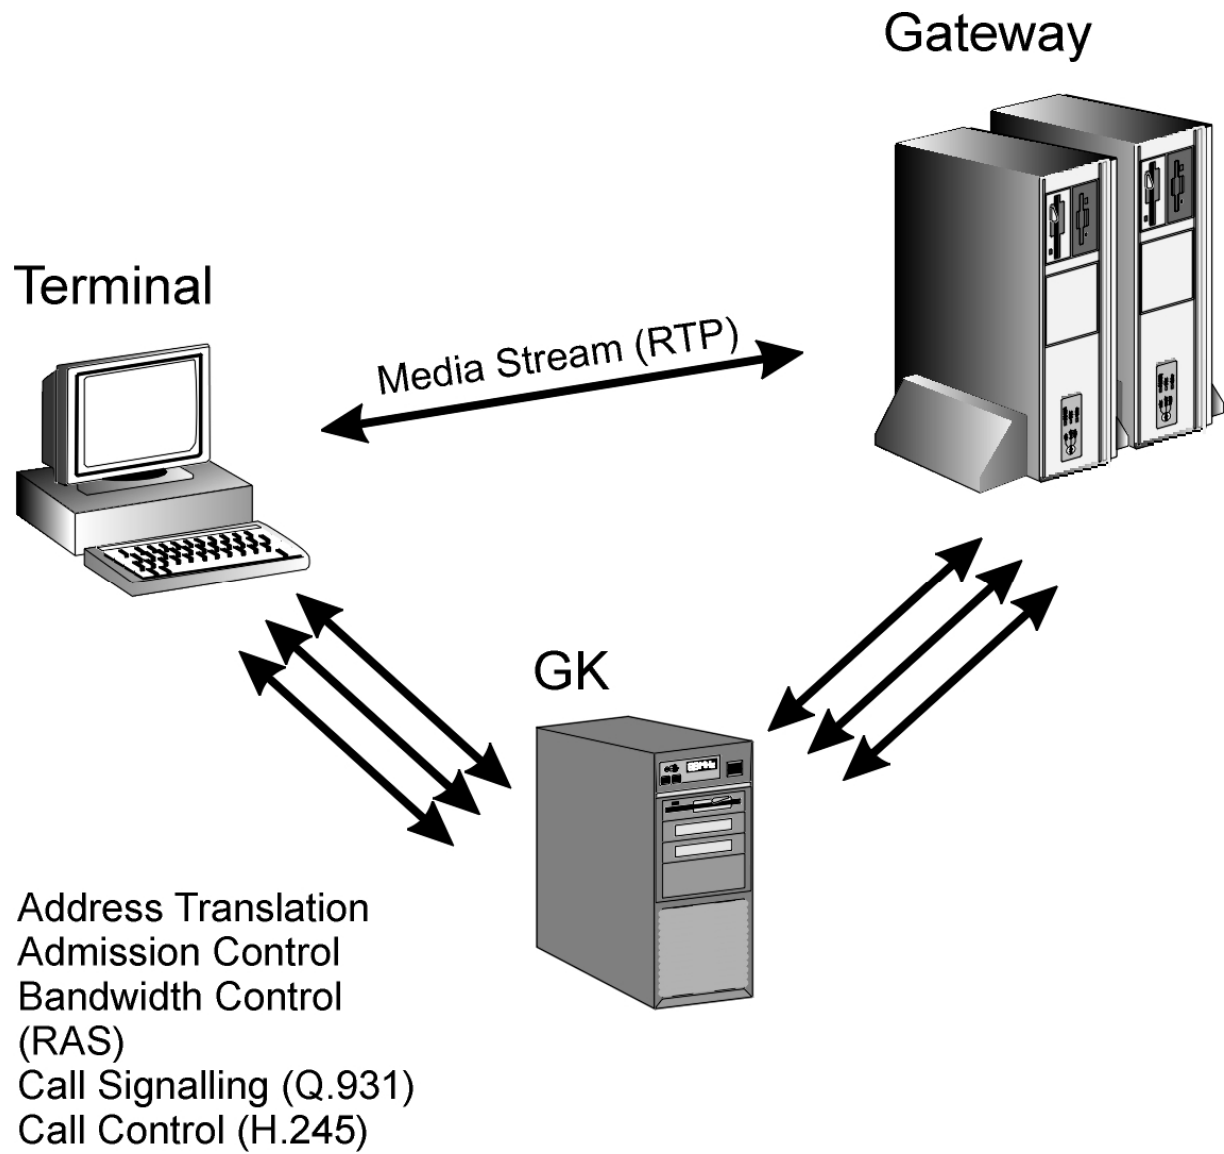 Gateway
Terminal
Media Stream (RTP)
GK
Address Translation
Admission Control
Bandwidth Control
(RAS)
Call Signalling (Q.931)
Call Control (H.245)